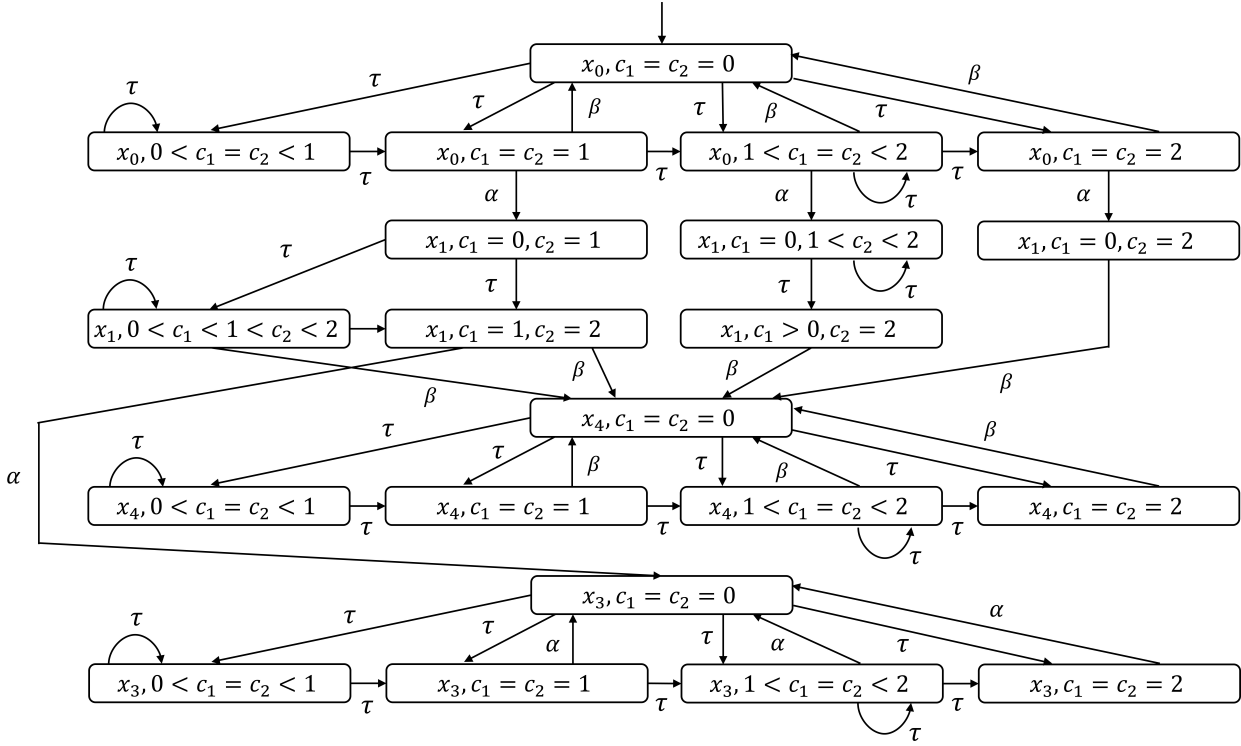 x₀, c₁ = c₂ = 0
τ τ τ β τ β τ β
x₀, 0 < c₁ = c₂ < 1 τ x₀, c₁ = c₂ = 1 τ x₀, 1 < c₁ = c₂ < 2 τ x₀, c₁ = c₂ = 2
α α τ α
x₁, c₁ = 0, c₂ = 1 x₁, c₁ = 0, 1 < c₂ < 2 x₁, c₁ = 0, c₂ = 2
τ τ τ τ τ
x₁, 0 < c₁ < 1 < c₂ < 2 x₁, c₁ = 1, c₂ = 2 x₁, c₁ > 0, c₂ = 2
β β β β
x₄, c₁ = c₂ = 0
τ τ τ β τ β τ β
α
x₄, 0 < c₁ = c₂ < 1 τ x₄, c₁ = c₂ = 1 τ x₄, 1 < c₁ = c₂ < 2 τ x₄, c₁ = c₂ = 2
τ
x₃, c₁ = c₂ = 0
τ τ τ α τ α τ α
x₃, 0 < c₁ = c₂ < 1 τ x₃, c₁ = c₂ = 1 τ x₃, 1 < c₁ = c₂ < 2 τ x₃, c₁ = c₂ = 2
τ